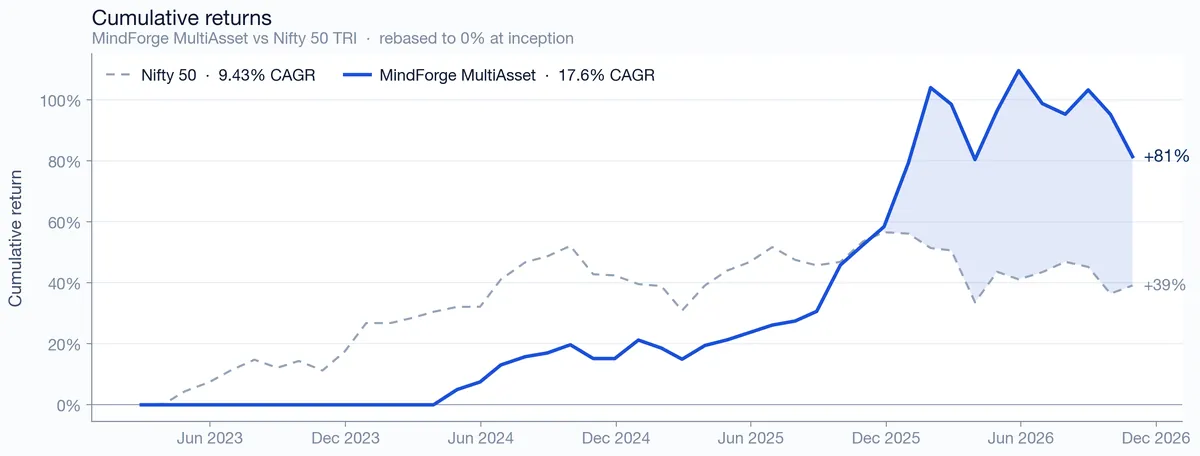 Cumulative returns
MindForge MultiAsset vs Nifty 50 TRI · rebased to 0% at inception
Nifty 50 · 9.43% CAGR
MindForge MultiAsset · 17.6% CAGR
Cumulative return
100%
80%
60%
40%
20%
0%
+81%
+39%
Jun 2023
Dec 2023
Jun 2024
Dec 2024
Jun 2025
Dec 2025
Jun 2026
Dec 2026